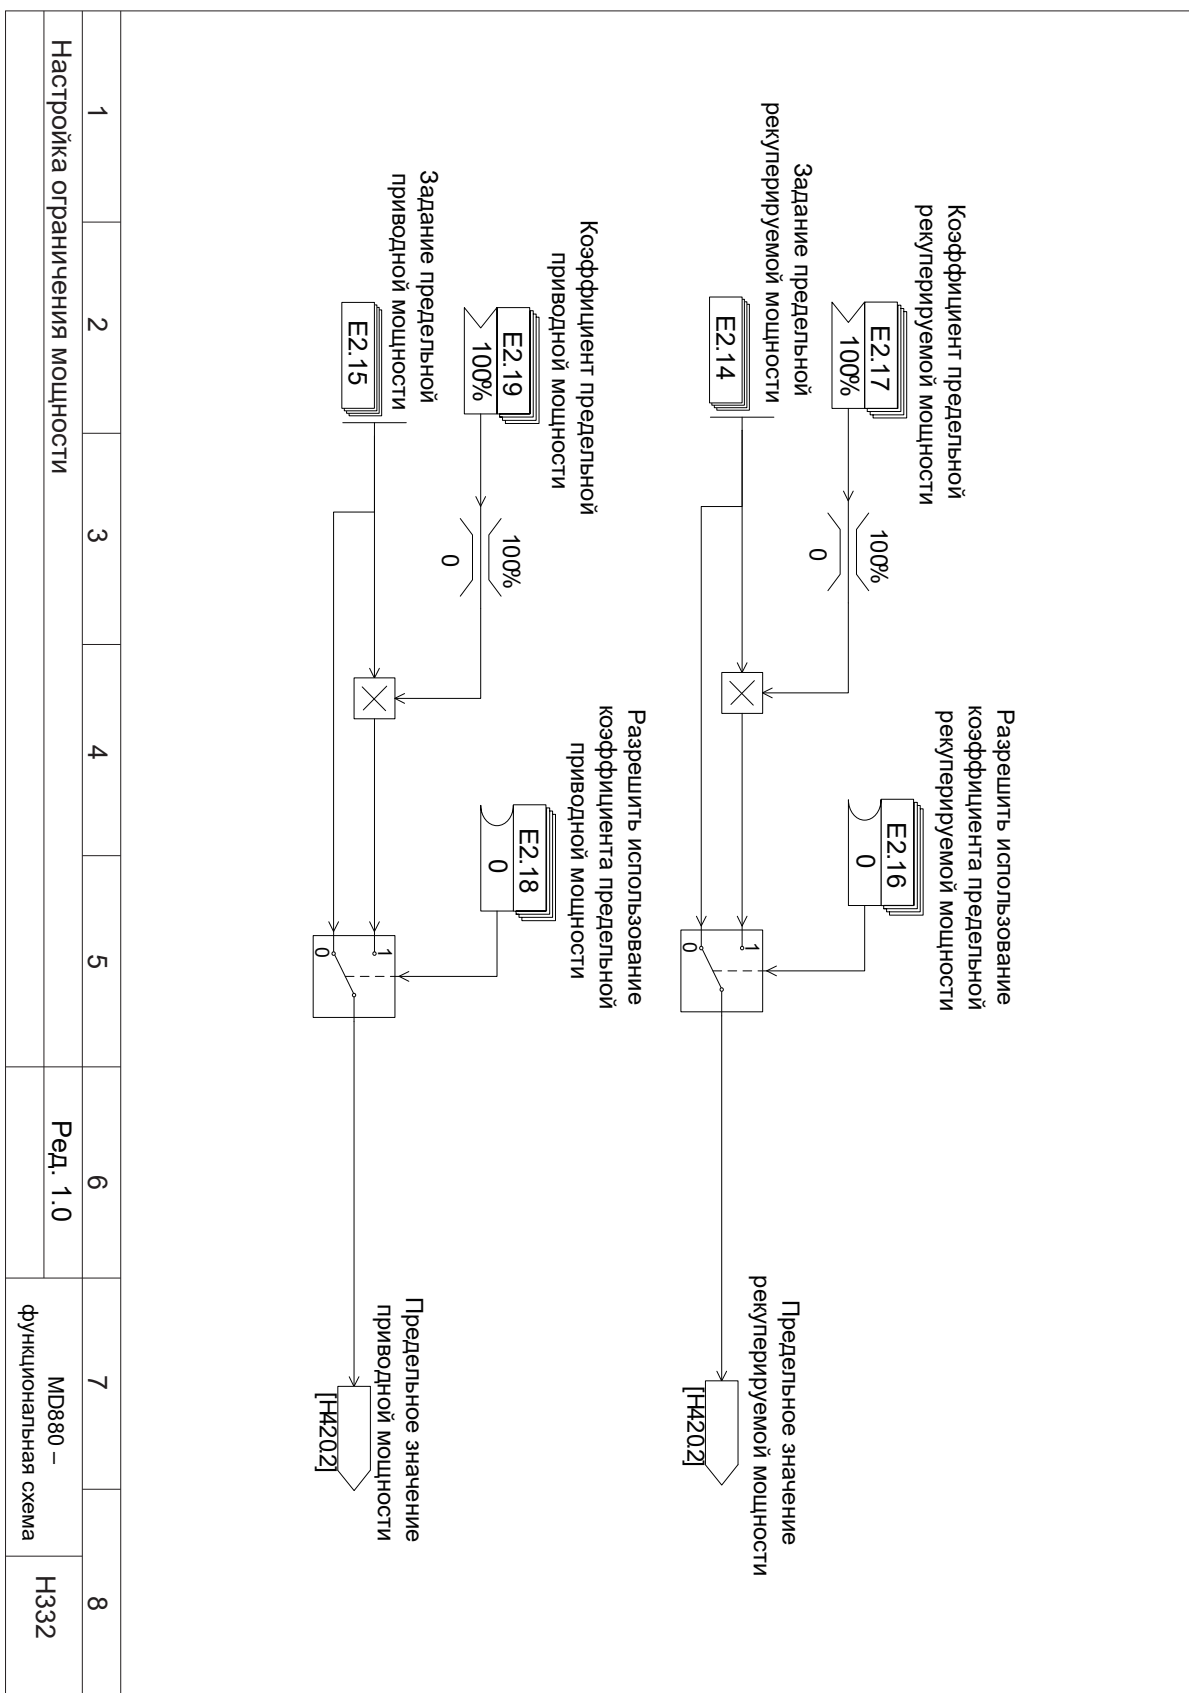 Коэффициент предельной
рекуперируемой мощности
E2.17
100%
100%
0
Задание предельной
рекуперируемой мощности
E2.14
Разрешить использование
коэффициента предельной
рекуперируемой мощности
E2.16
0
1
0
Предельное значение
рекуперируемой мощности
[H420.2]
Коэффициент предельной
приводной мощности
E2.19
100%
100%
0
Задание предельной
приводной мощности
E2.15
Разрешить использование
коэффициента предельной
приводной мощности
E2.18
0
1
0
Предельное значение
приводной мощности
[H420.2]
1 2 3 4 5 6 7 8
Настройка ограничения мощности
Ред. 1.0
MD880 –
функциональная схема
H332